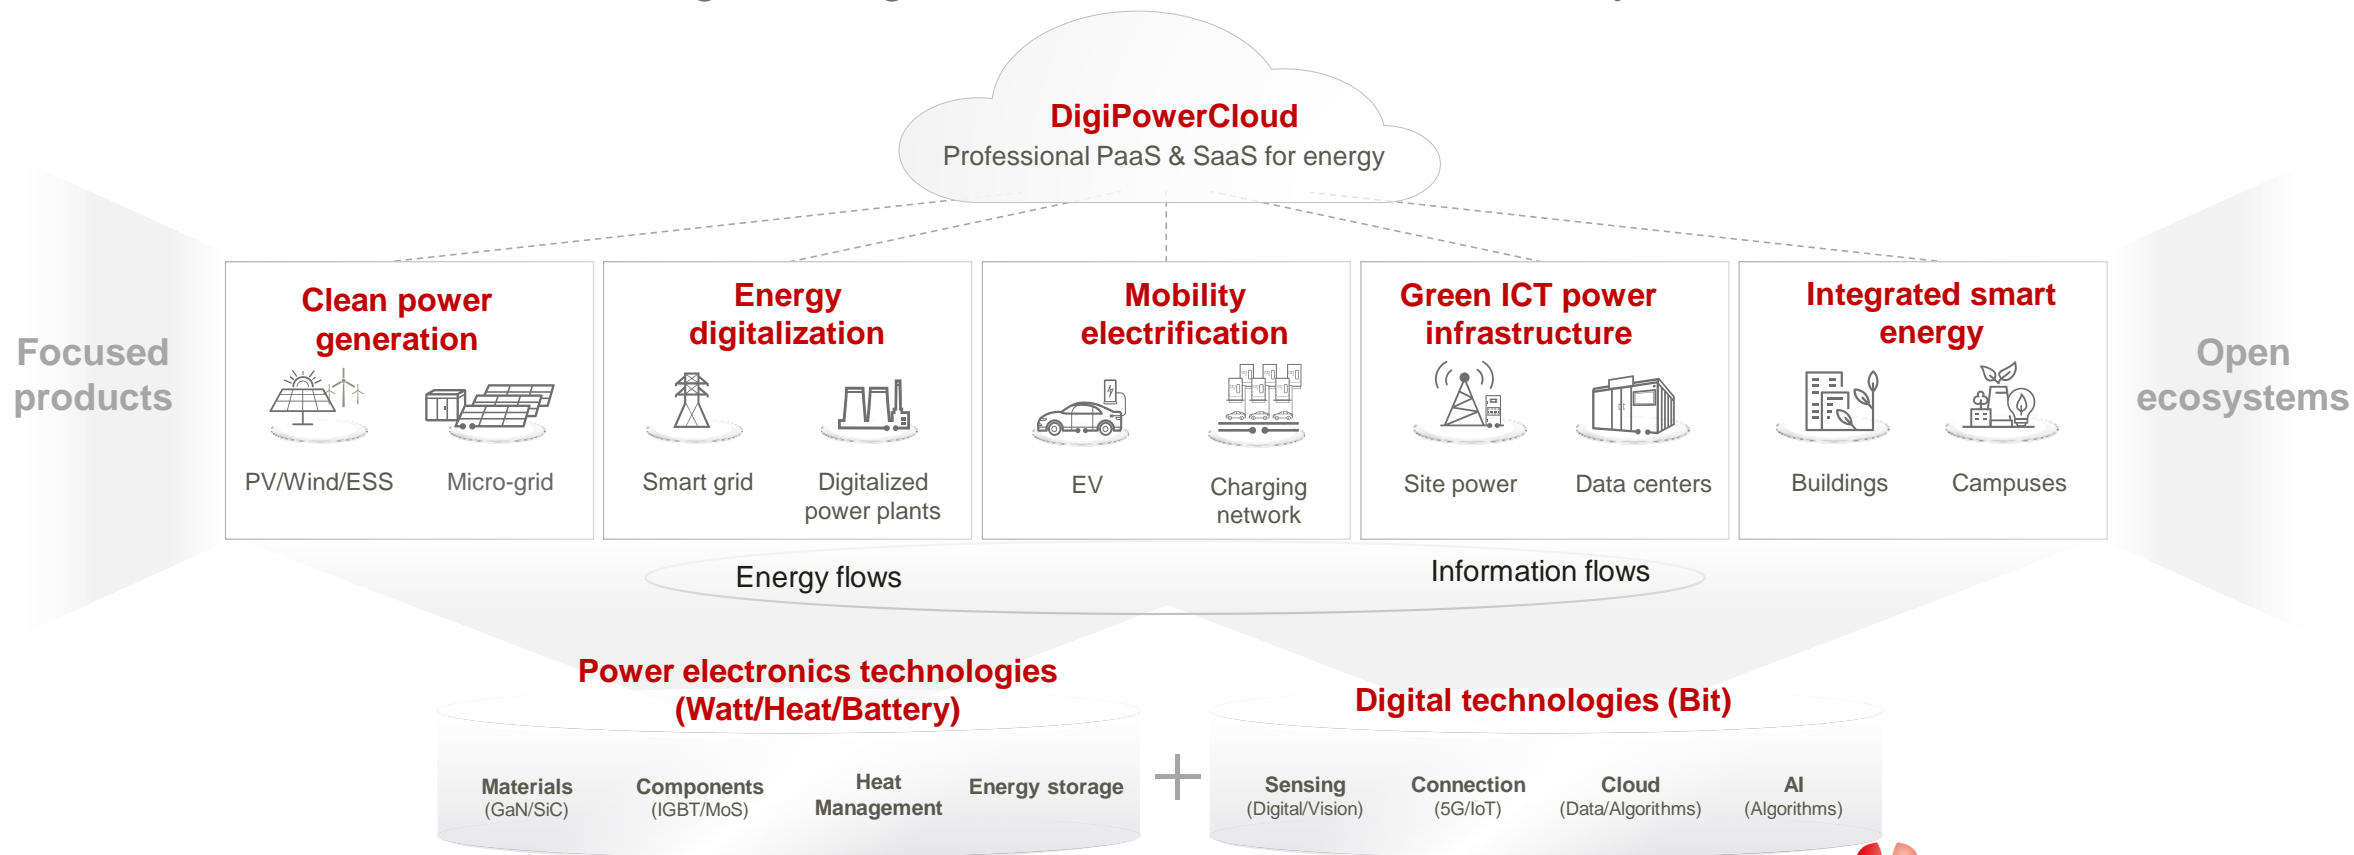 DigiPowerCloud
Professional PaaS & SaaS for energy
Focused
products
Clean power
generation
PV/Wind/ESS
Micro-grid
Energy
digitalization
Smart grid
Digitalized
power plants
Mobility
electrification
EV
Charging
network
Green ICT power
infrastructure
Site power
Data centers
Integrated smart
energy
Buildings
Campuses
Open
ecosystems
Energy flows
Information flows
Power electronics technologies
(Watt/Heat/Battery)
Materials
(GaN/SiC)
Components
(IGBT/MoS)
Heat
Management
Energy storage
+
Digital technologies (Bit)
Sensing
(Digital/Vision)
Connection
(5G/IoT)
Cloud
(Data/Algorithms)
AI
(Algorithms)